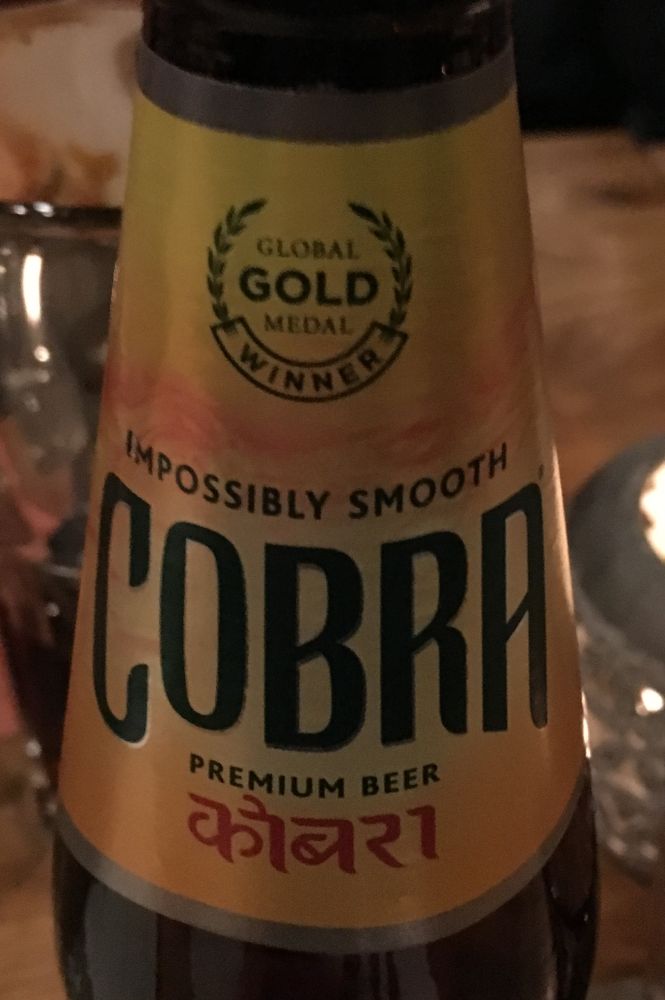 GLOBAL
GOLD
MEDAL
WINNER
IMPOSSIBLY SMOOTH
COBRA
PREMIUM BEER
कोबरा